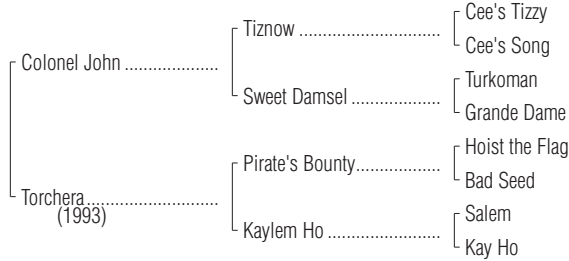 Cee's Tizzy
Tiznow ..............................
Cee's Song
Colonel John ....................
Turkoman
Sweet Damsel ...................
Grande Dame
Hoist the Flag
Pirate's Bounty..................
Bad Seed
Torchera............................
(1993)
Salem
Kaylem Ho ........................
Kay Ho